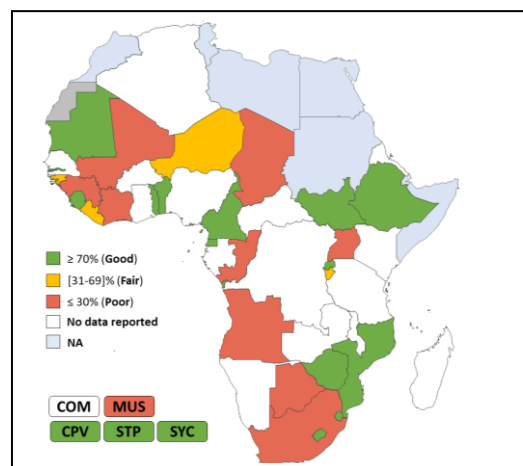 ≥ 70% (Good)
[31-69]% (Fair)
≤ 30% (Poor)
No data reported
NA
COM MUS
CPV STP SYC